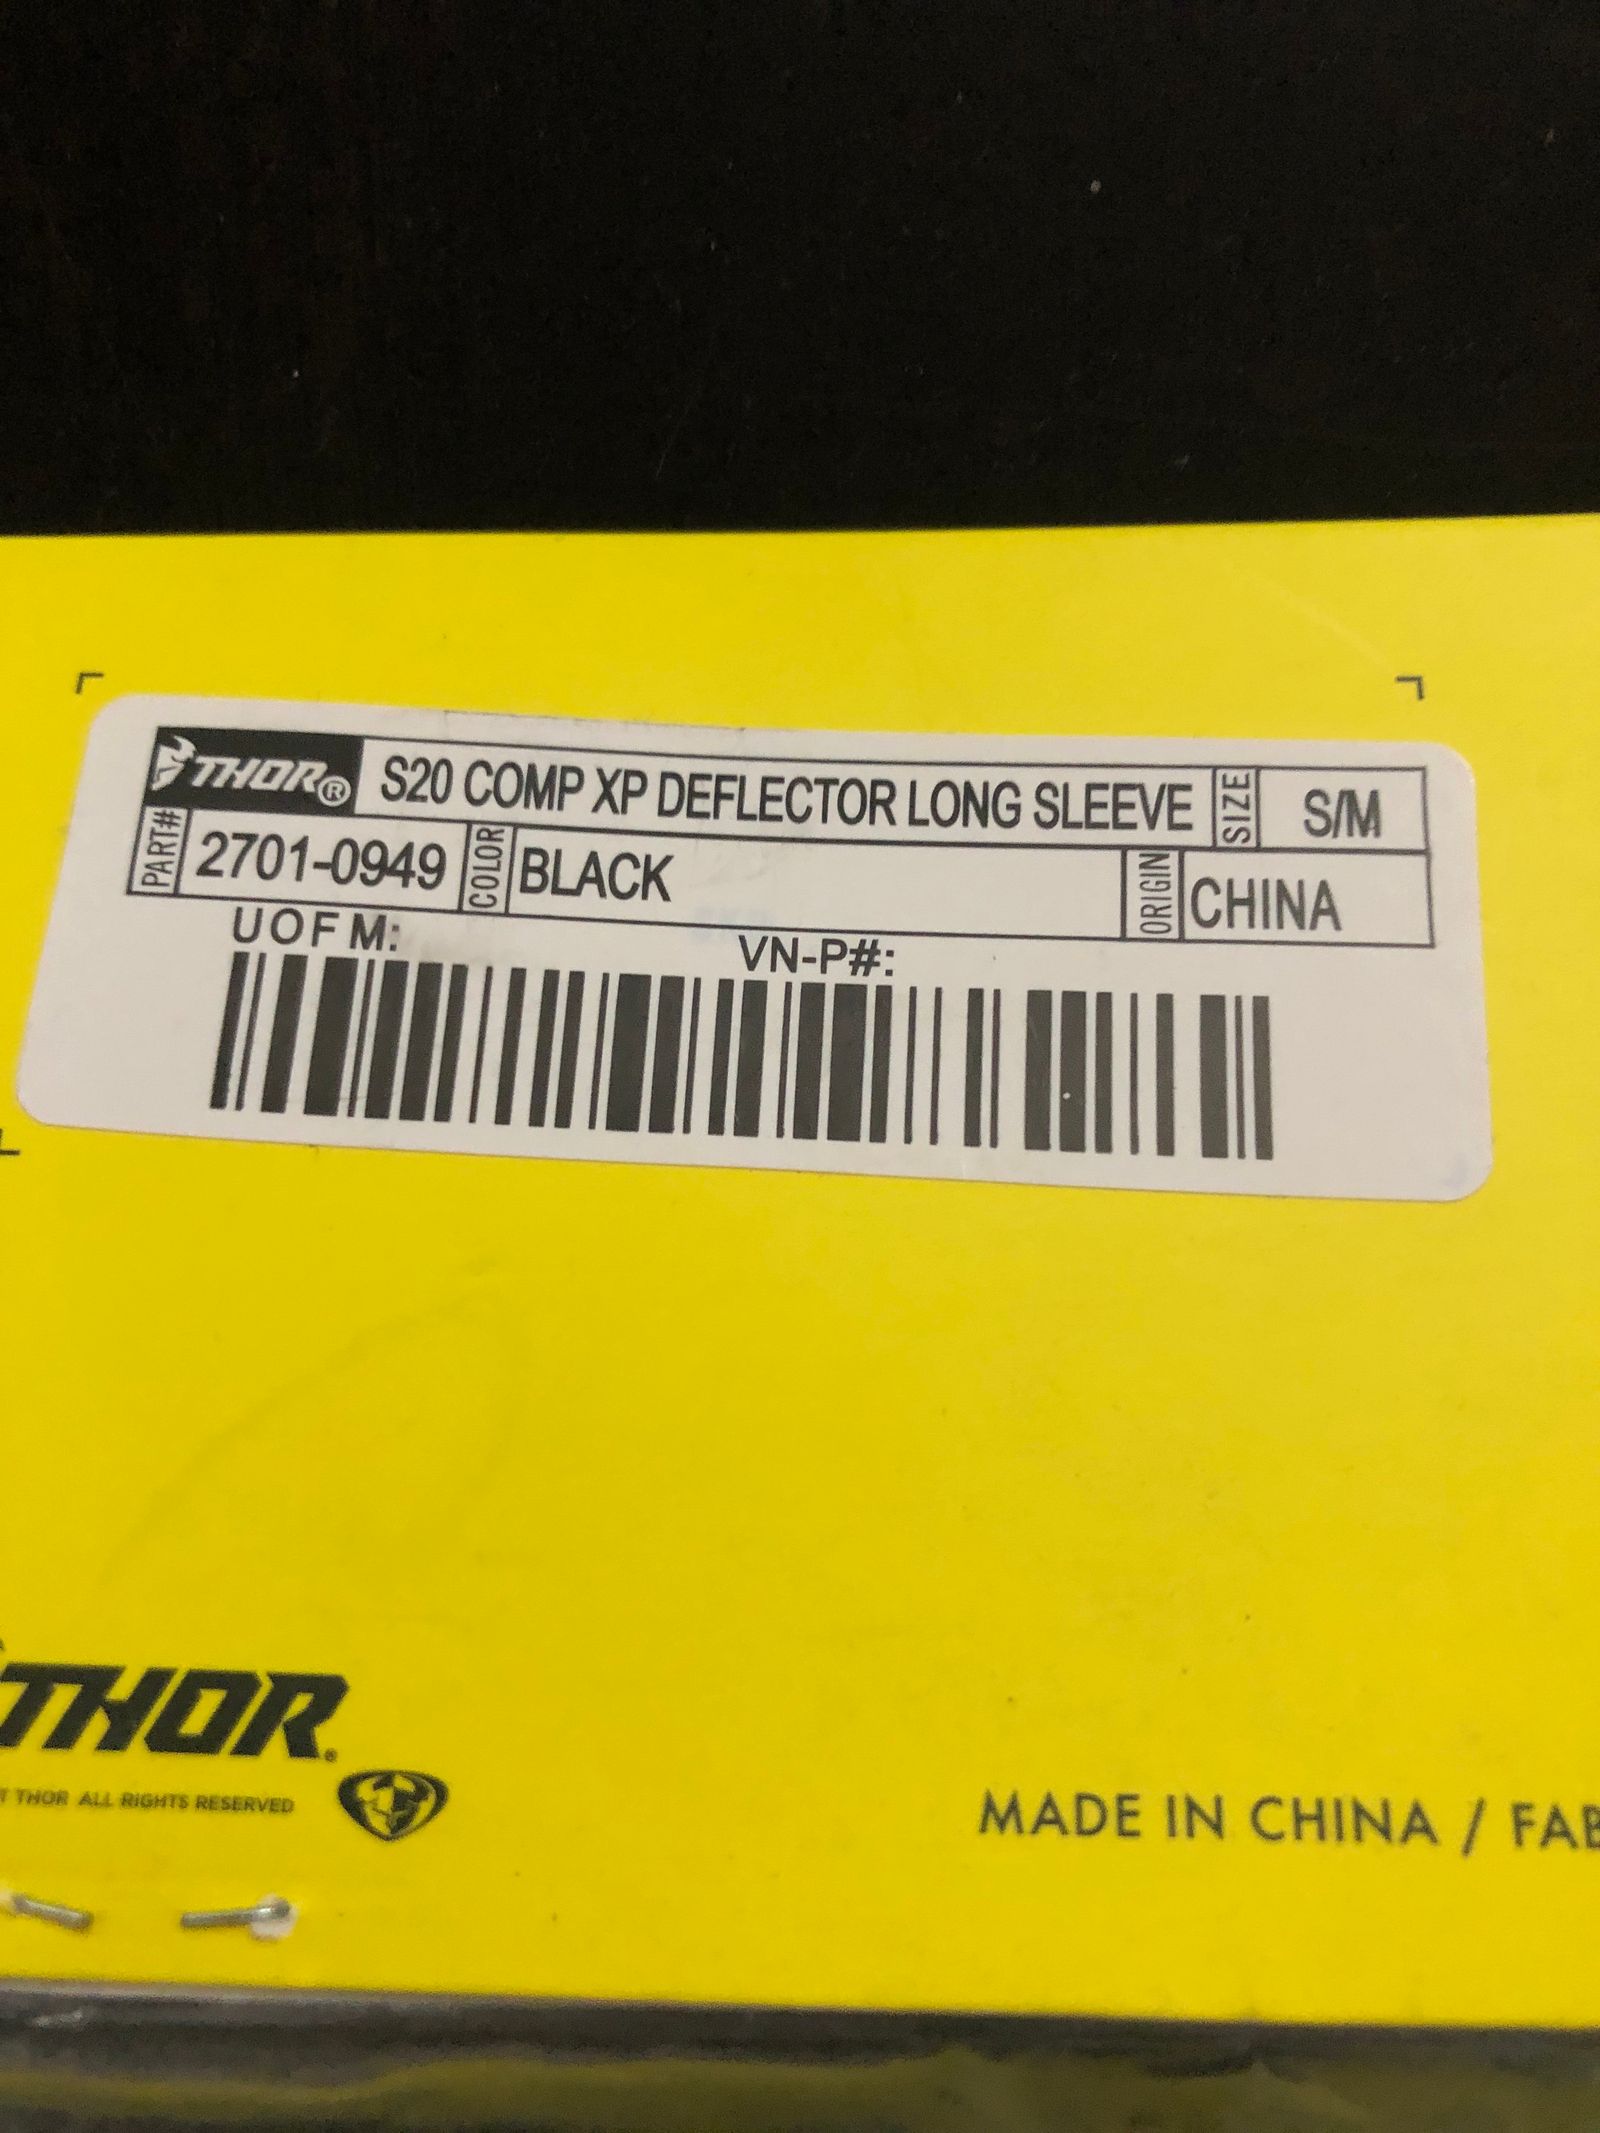 THOR® S20 COMP XP DEFLECTOR LONG SLEEVE SIZE S/M
PART# 2701-0949 COLOR BLACK ORIGIN CHINA
UOFM: VN-P#:
THOR®
THOR ALL RIGHTS RESERVED
MADE IN CHINA /